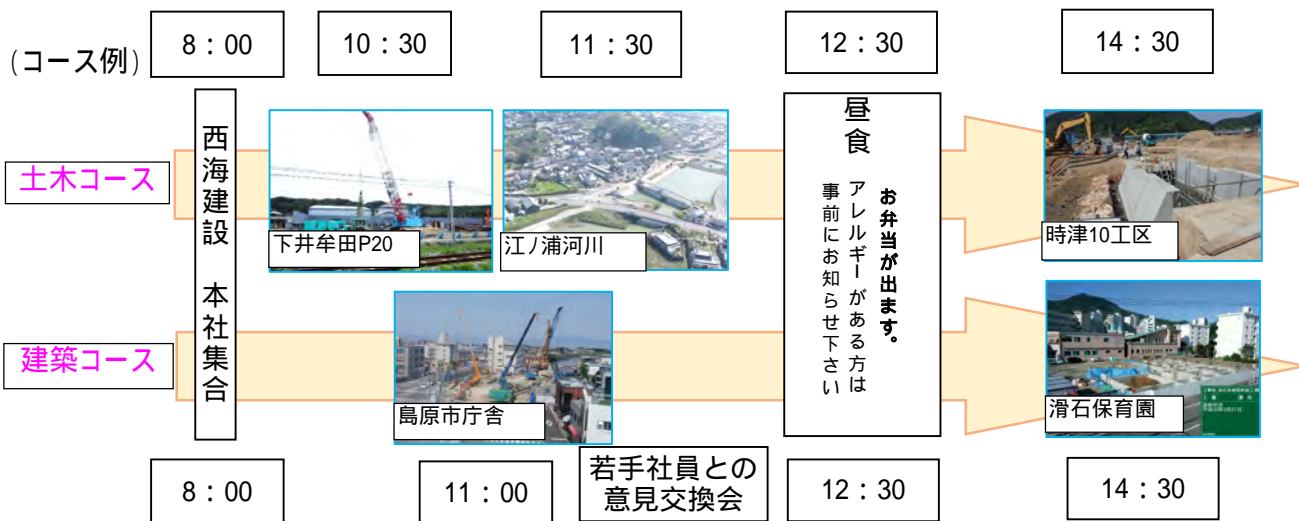 (コース例)
8：00
10：30
11：30
12：30
14：30
土木コース
西海建設　本社集合
下井牟田P20
江ノ浦河川
昼食
お弁当が出ます。
アレルギーがある方は
事前にお知らせ下さい
時津10工区
建築コース
島原市庁舎
滑石保育園
8：00
11：00
若手社員との
意見交換会
12：30
14：30